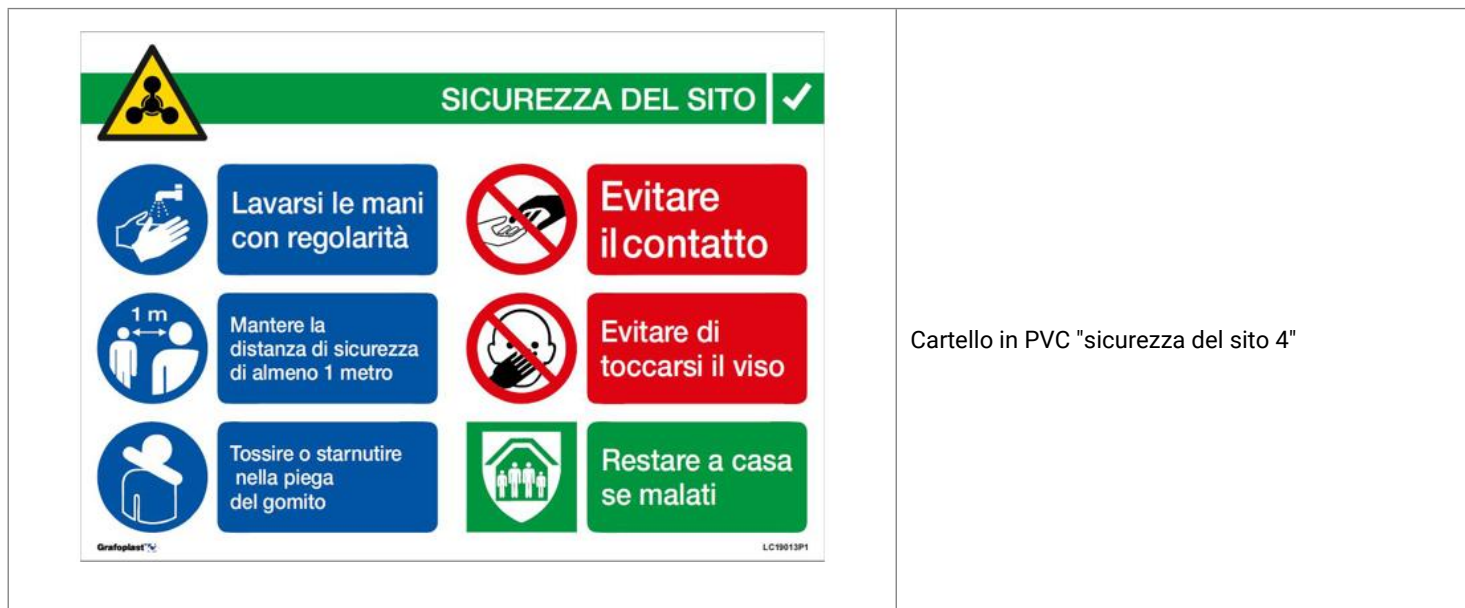 SICUREZZA DEL SITO
Lavarsi le mani
con regolarità
Evitare
il contatto
1 m
Mantere la
distanza di sicurezza
di almeno 1 metro
Evitare di
toccarsi il viso
Tossire o starnutire
nella piega
del gomito
Restare a casa
se malati
Grafoplast
LC19013P1
Cartello in PVC "sicurezza del sito 4"